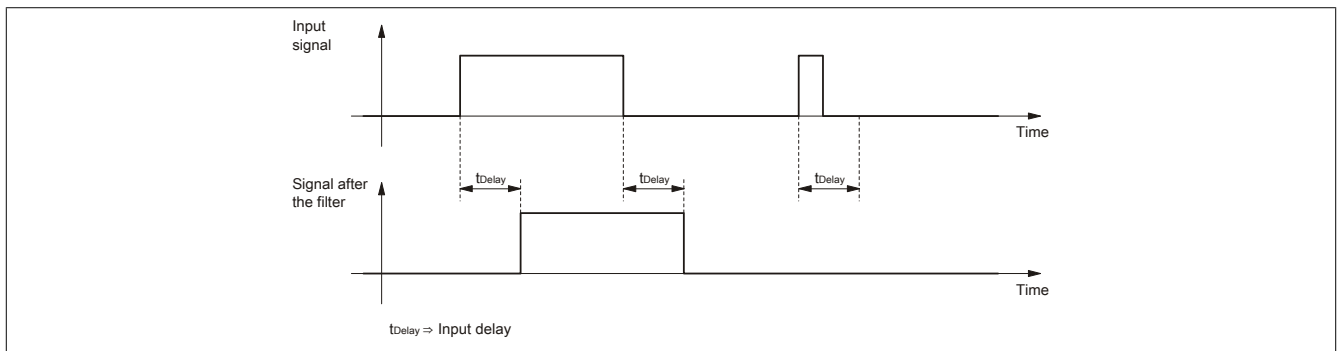 Input
signal
Time
Signal after
the filter
tDelay
tDelay
tDelay
Time
tDelay ⇒ Input delay